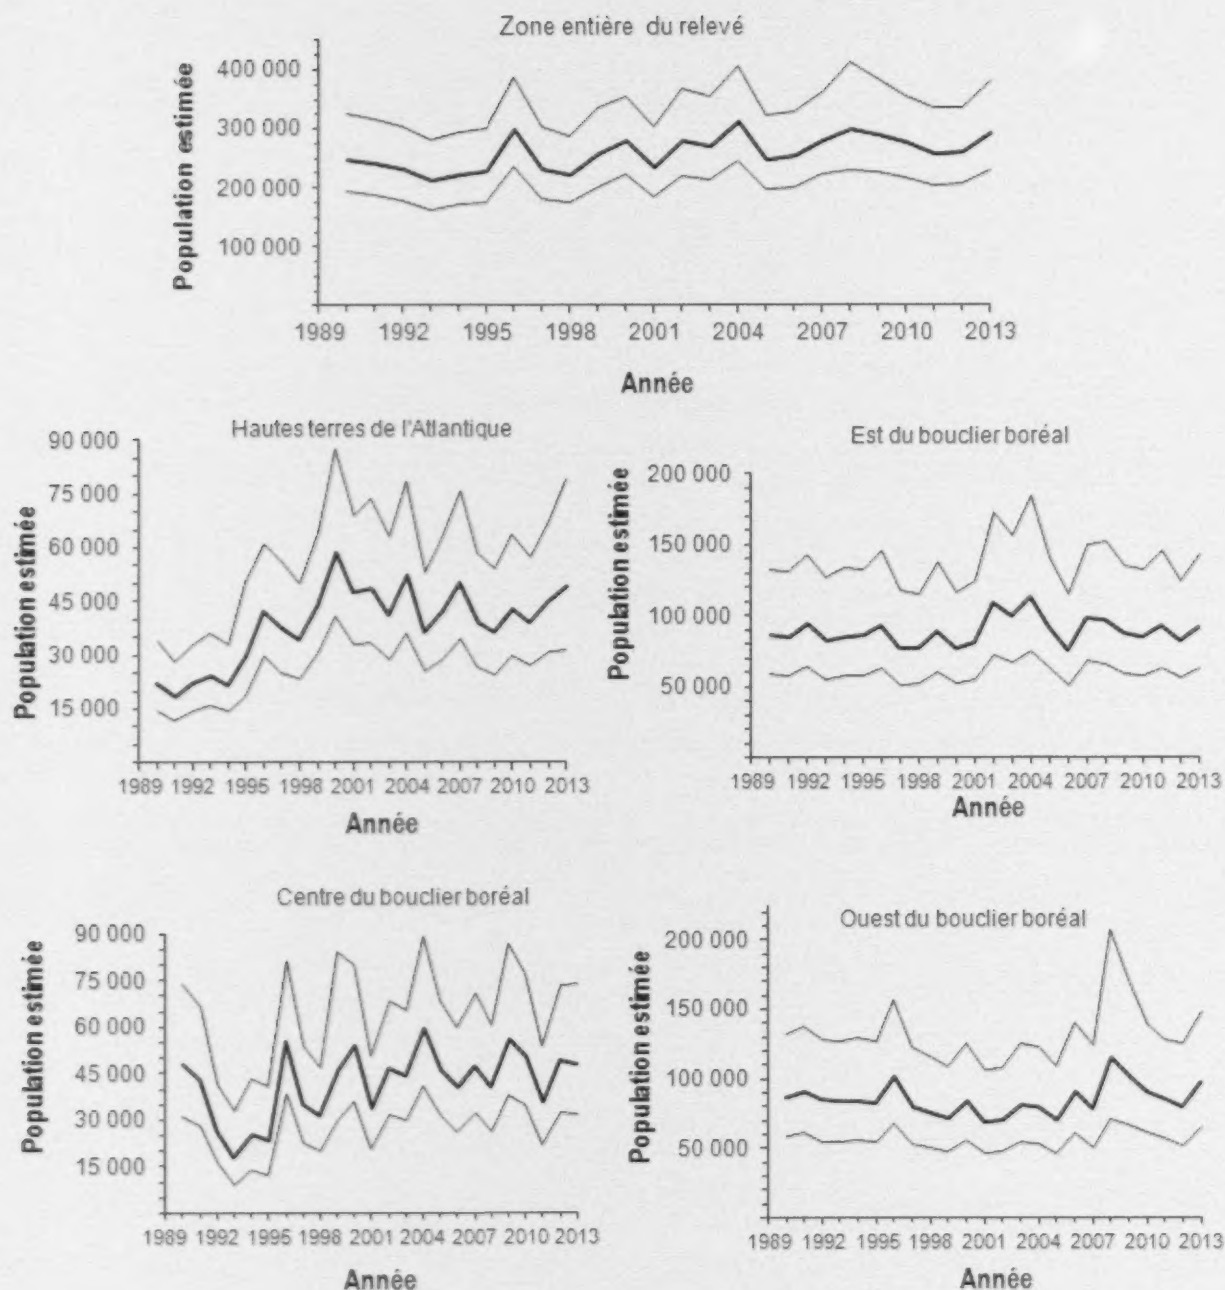 Zone entière du relevé
Population estimée
400 000
300 000
200 000
100 000
1989 1992 1995 1998 2001 2004 2007 2010 2013
Année
Hautes terres de l'Atlantique
Population estimée
90 000
75 000
60 000
45 000
30 000
15 000
1989 1992 1995 1998 2001 2004 2007 2010 2013
Année
Est du bouclier boréal
Population estimée
200 000
150 000
100 000
50 000
1989 1992 1995 1998 2001 2004 2007 2010 2013
Année
Centre du bouclier boréal
Population estimée
90 000
75 000
60 000
45 000
30 000
15 000
1989 1992 1995 1998 2001 2004 2007 2010 2013
Année
Ouest du bouclier boréal
Population estimée
200 000
150 000
100 000
50 000
1989 1992 1995 1998 2001 2004 2007 2010 2013
Année